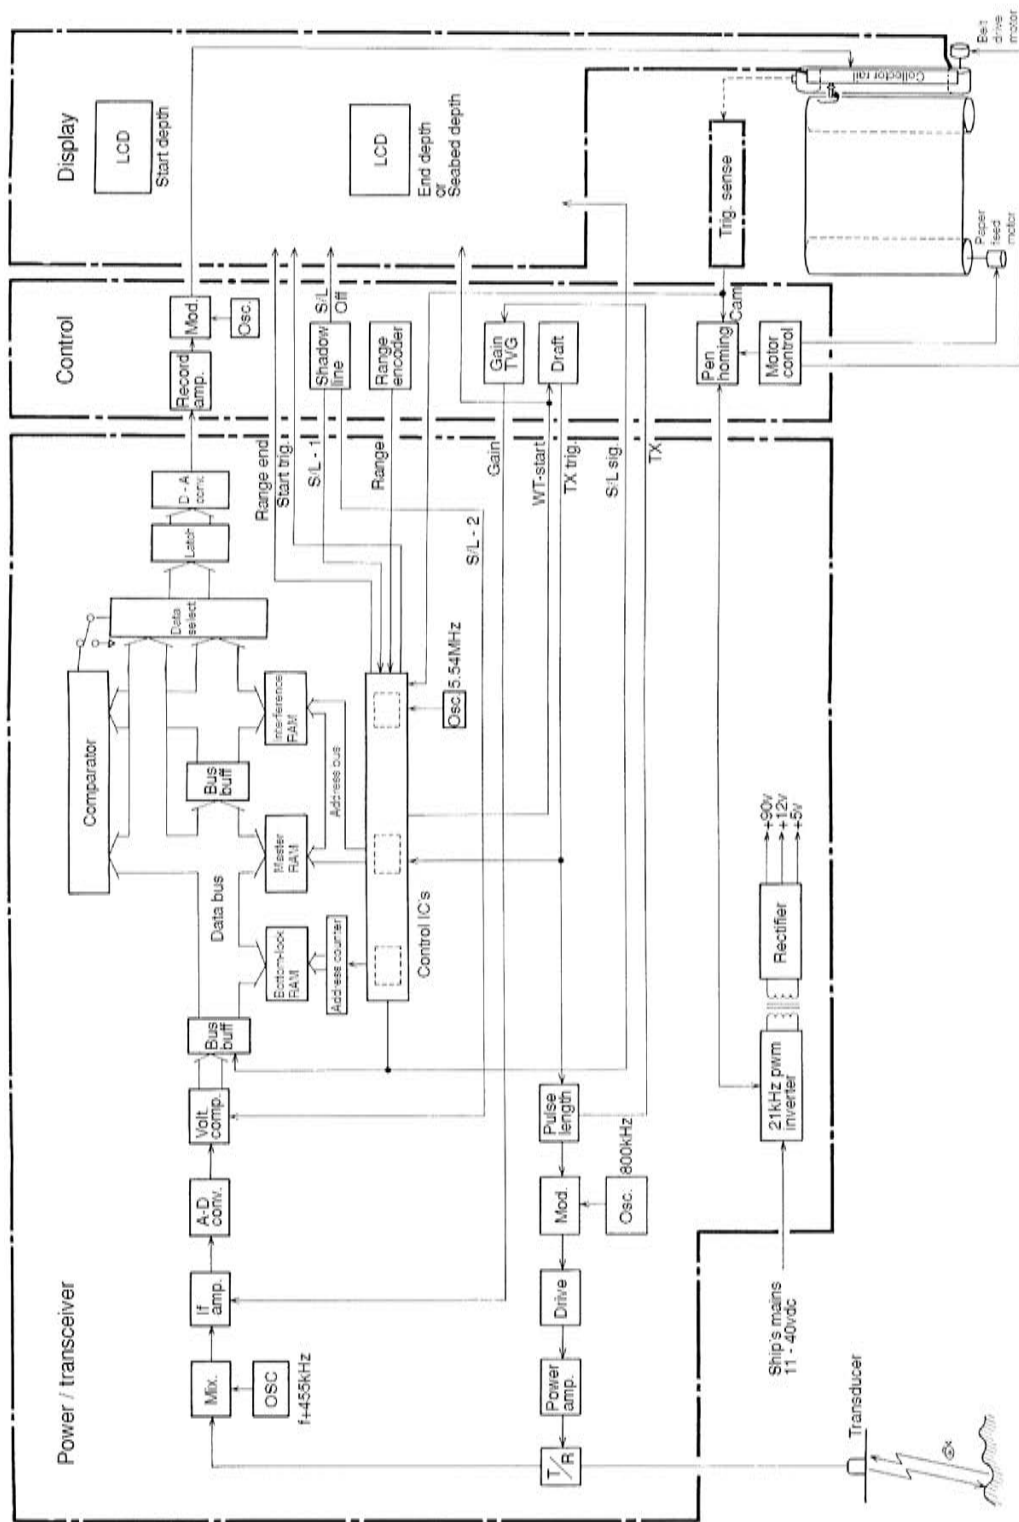 Power / transceiver
Control
Display
Mix.
OSC
f+455kHz
If
amp.
A-D
conv.
Volt.
comp.
Bus
buff
Data bus
Comparator
Bottom-lock
RAM
Address counter
Master
RAM
Bus
buff
Address bus
Interference
RAM
Control IC's
Data
select
Latch
D - A
conv.
Osc.
5.54MHz
Record
amp.
Mod.
Osc.
LCD
Start depth
LCD
End depth
or
Seabed depth
Range end
Start trig.
S/L - 1
Shadow
line
S/L
Off
Range
Range
encoder
S/L - 2
Gain
Gain
TVG
WT-start
Draft
TX trig.
S/L sig.
TX
T/R
Power
amp.
Drive
Mod.
Pulse
length
Osc.
800kHz
Pen
homing
Cam
Motor
control
Trig. sense
Collector rail
Belt
drive
motor
Paper
feed
motor
Ship's mains
11 - 40vdc
21kHz pwm
inverter
Rectifier
+90v
+12v
+5v
Transducer